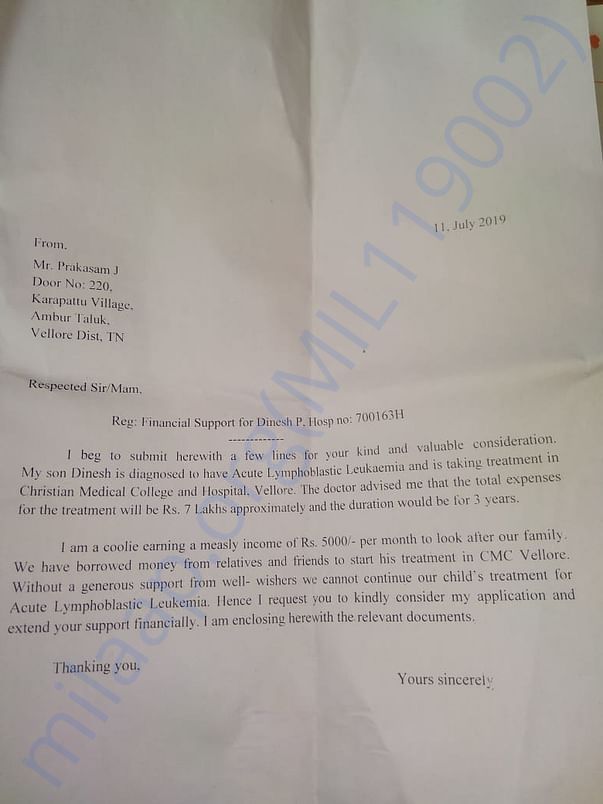 11, July 2019
From,
Mr. Prakasam J
Door No: 220,
Karapattu Village,
Ambur Taluk,
Vellore Dist, TN
Respected Sir/Mam,
Reg: Financial Support for Dinesh P, Hosp no: 700163H
-------------
I beg to submit herewith a few lines for your kind and valuable consideration.
My son Dinesh is diagnosed to have Acute Lymphoblastic Leukaemia and is taking treatment in
Christian Medical College and Hospital, Vellore. The doctor advised me that the total expenses
for the treatment will be Rs. 7 Lakhs approximately and the duration would be for 3 years.
I am a coolie earning a measly income of Rs. 5000/- per month to look after our family.
We have borrowed money from relatives and friends to start his treatment in CMC Vellore.
Without a generous support from well- wishers we cannot continue our child's treatment for
Acute Lymphoblastic Leukemia. Hence I request you to kindly consider my application and
extend your support financially. I am enclosing herewith the relevant documents.
Thanking you,
Yours sincerely
milaap.org(MIL119002)